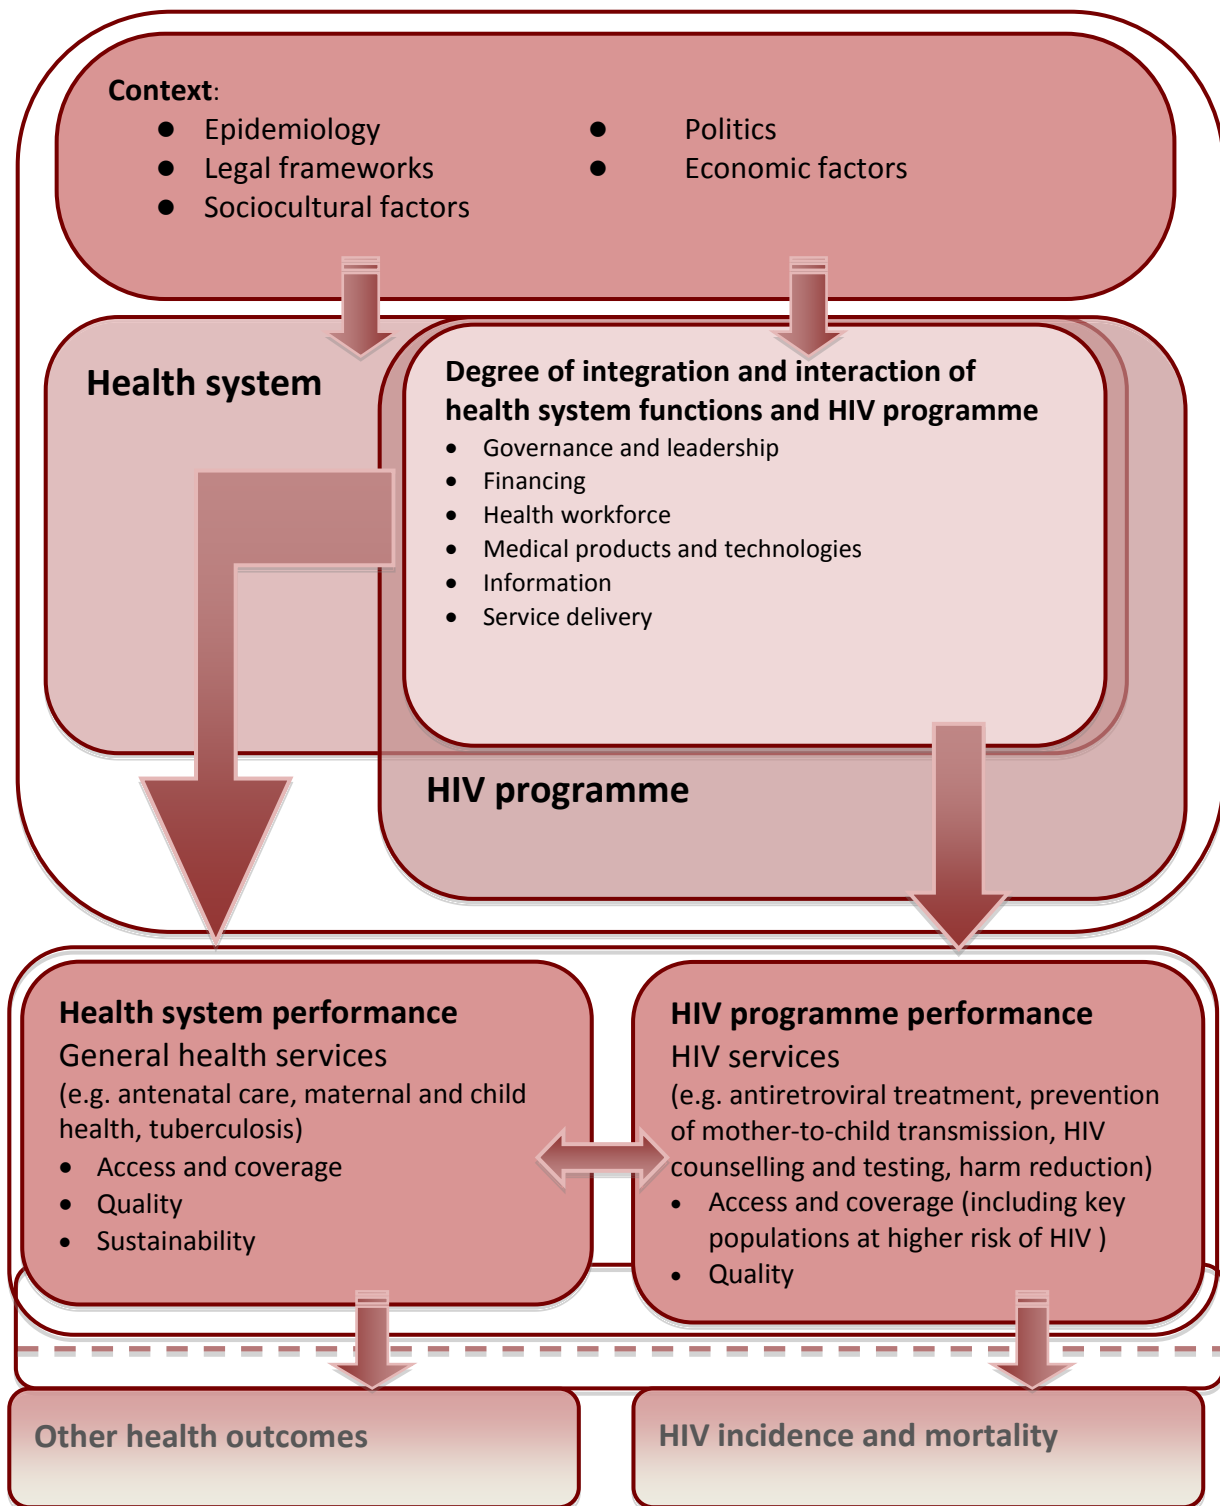 Context:
● Epidemiology
● Legal frameworks
● Sociocultural factors
● Politics
● Economic factors
Health system
Degree of integration and interaction of
health system functions and HIV programme
• Governance and leadership
• Financing
• Health workforce
• Medical products and technologies
• Information
• Service delivery
HIV programme
Health system performance
General health services
(e.g. antenatal care, maternal and child
health, tuberculosis)
• Access and coverage
• Quality
• Sustainability
HIV programme performance
HIV services
(e.g. antiretroviral treatment, prevention
of mother-to-child transmission, HIV
counselling and testing, harm reduction)
• Access and coverage (including key
populations at higher risk of HIV )
• Quality
Other health outcomes
HIV incidence and mortality